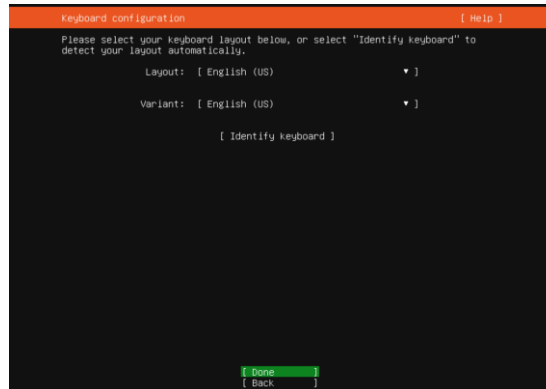 Keyboard configuration [ Help ]
Please select your keyboard layout below, or select "Identify keyboard" to
detect your layout automatically.
Layout: [ English (US) ▾ ]
Variant: [ English (US) ▾ ]
[ Identify keyboard ]
[ Done ]
[ Back ]